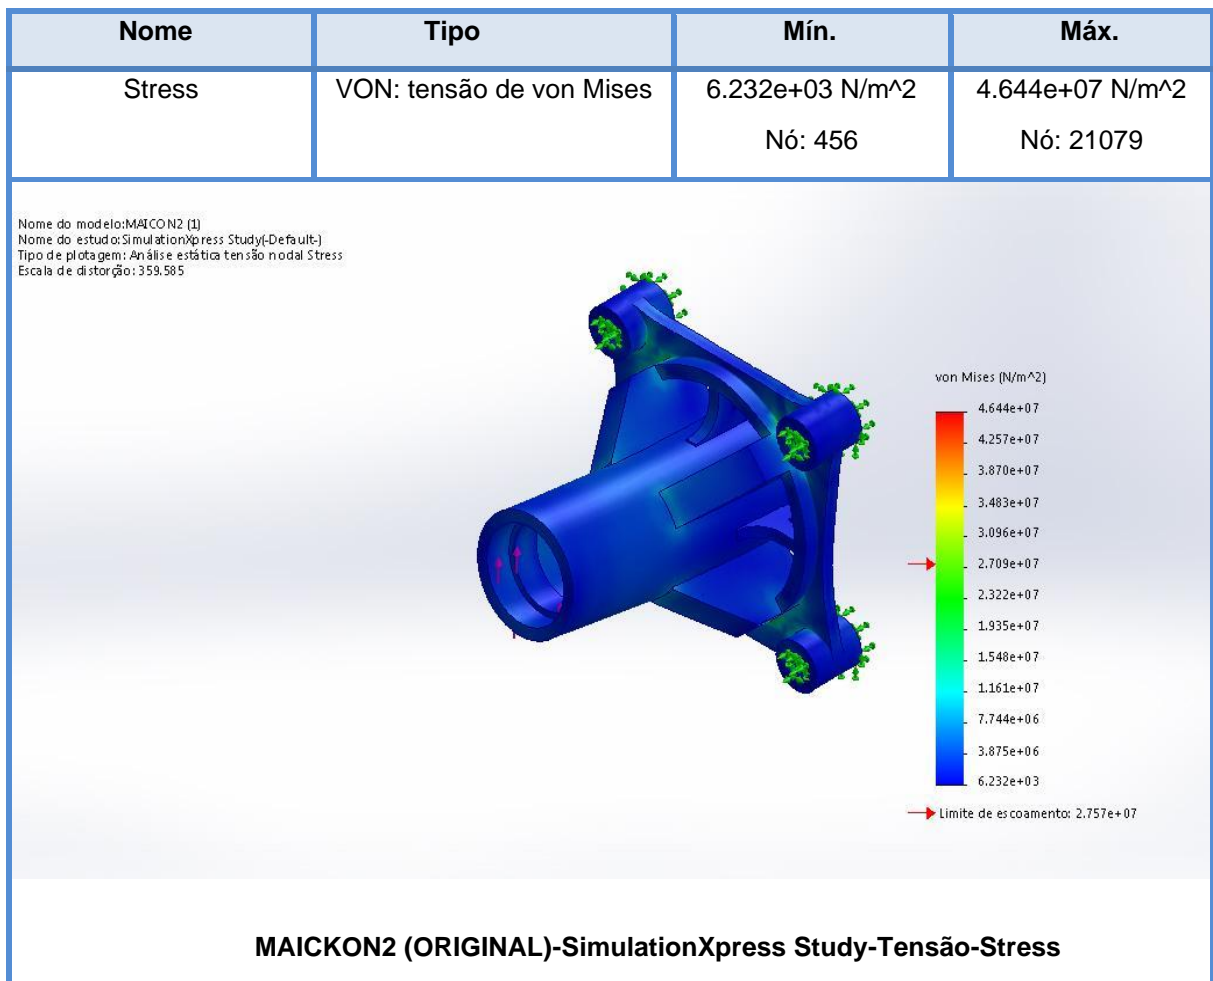 Nome Tipo Mín. Máx.
Stress VON: tensão de von Mises 6.232e+03 N/m^2 4.644e+07 N/m^2
Nó: 456 Nó: 21079
Nome do modelo:MAICON2 (1)
Nome do estudo:SimulationXpress Study(-Default-)
Tipo de plotagem: Análise estática tensão nodal Stress
Escala de distorção: 359.585
von Mises (N/m^2)
4.644e+07
4.257e+07
3.870e+07
3.483e+07
3.096e+07
2.709e+07
2.322e+07
1.935e+07
1.548e+07
1.161e+07
7.744e+06
3.875e+06
6.232e+03
Limite de escoamento: 2.757e+07
MAICKON2 (ORIGINAL)-SimulationXpress Study-Tensão-Stress